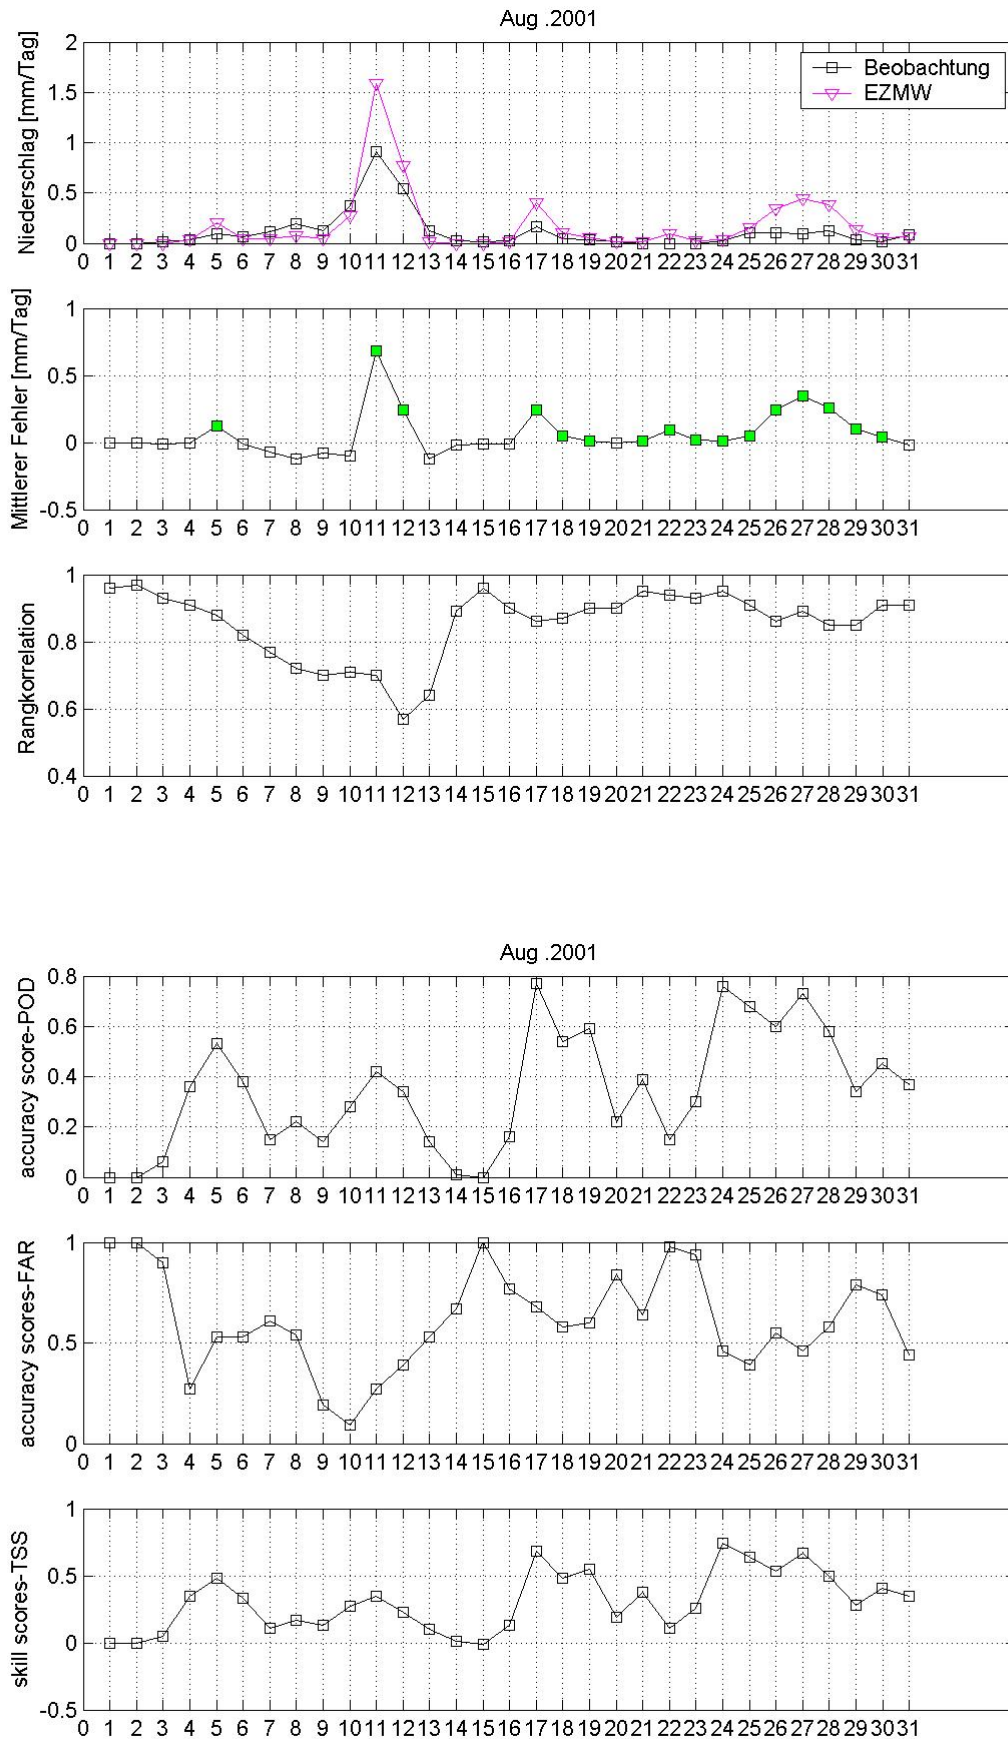 Aug .2001
Niederschlag [mm/Tag]
2
1.5
1
0.5
0
Beobachtung
EZMW
0 1 2 3 4 5 6 7 8 9 10 11 12 13 14 15 16 17 18 19 20 21 22 23 24 25 26 27 28 29 30 31
Mittlerer Fehler [mm/Tag]
1
0.5
0
-0.5
0 1 2 3 4 5 6 7 8 9 10 11 12 13 14 15 16 17 18 19 20 21 22 23 24 25 26 27 28 29 30 31
Rangkorrelation
1
0.8
0.6
0.4
0 1 2 3 4 5 6 7 8 9 10 11 12 13 14 15 16 17 18 19 20 21 22 23 24 25 26 27 28 29 30 31
Aug .2001
accuracy score-POD
0.8
0.6
0.4
0.2
0
0 1 2 3 4 5 6 7 8 9 10 11 12 13 14 15 16 17 18 19 20 21 22 23 24 25 26 27 28 29 30 31
accuracy scores-FAR
1
0.5
0
0 1 2 3 4 5 6 7 8 9 10 11 12 13 14 15 16 17 18 19 20 21 22 23 24 25 26 27 28 29 30 31
skill scores-TSS
1
0.5
0
-0.5
0 1 2 3 4 5 6 7 8 9 10 11 12 13 14 15 16 17 18 19 20 21 22 23 24 25 26 27 28 29 30 31